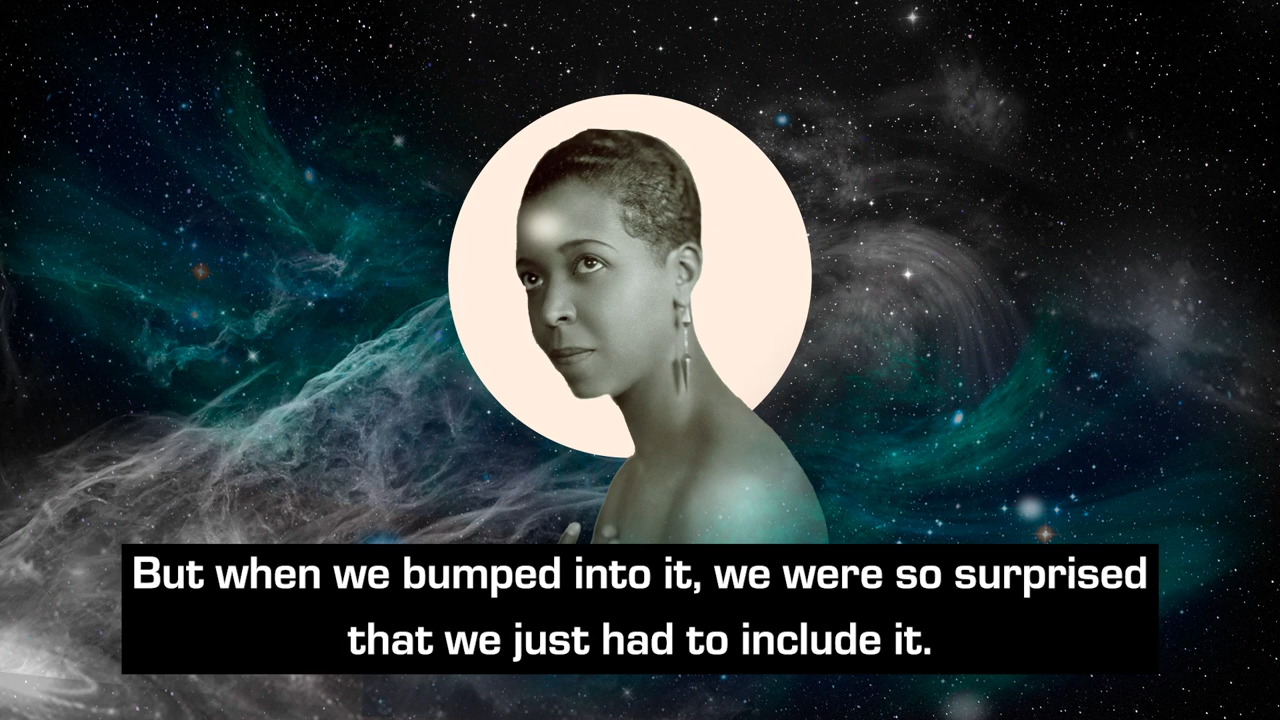 But when we bumped into it, we were so surprised
that we just had to include it.